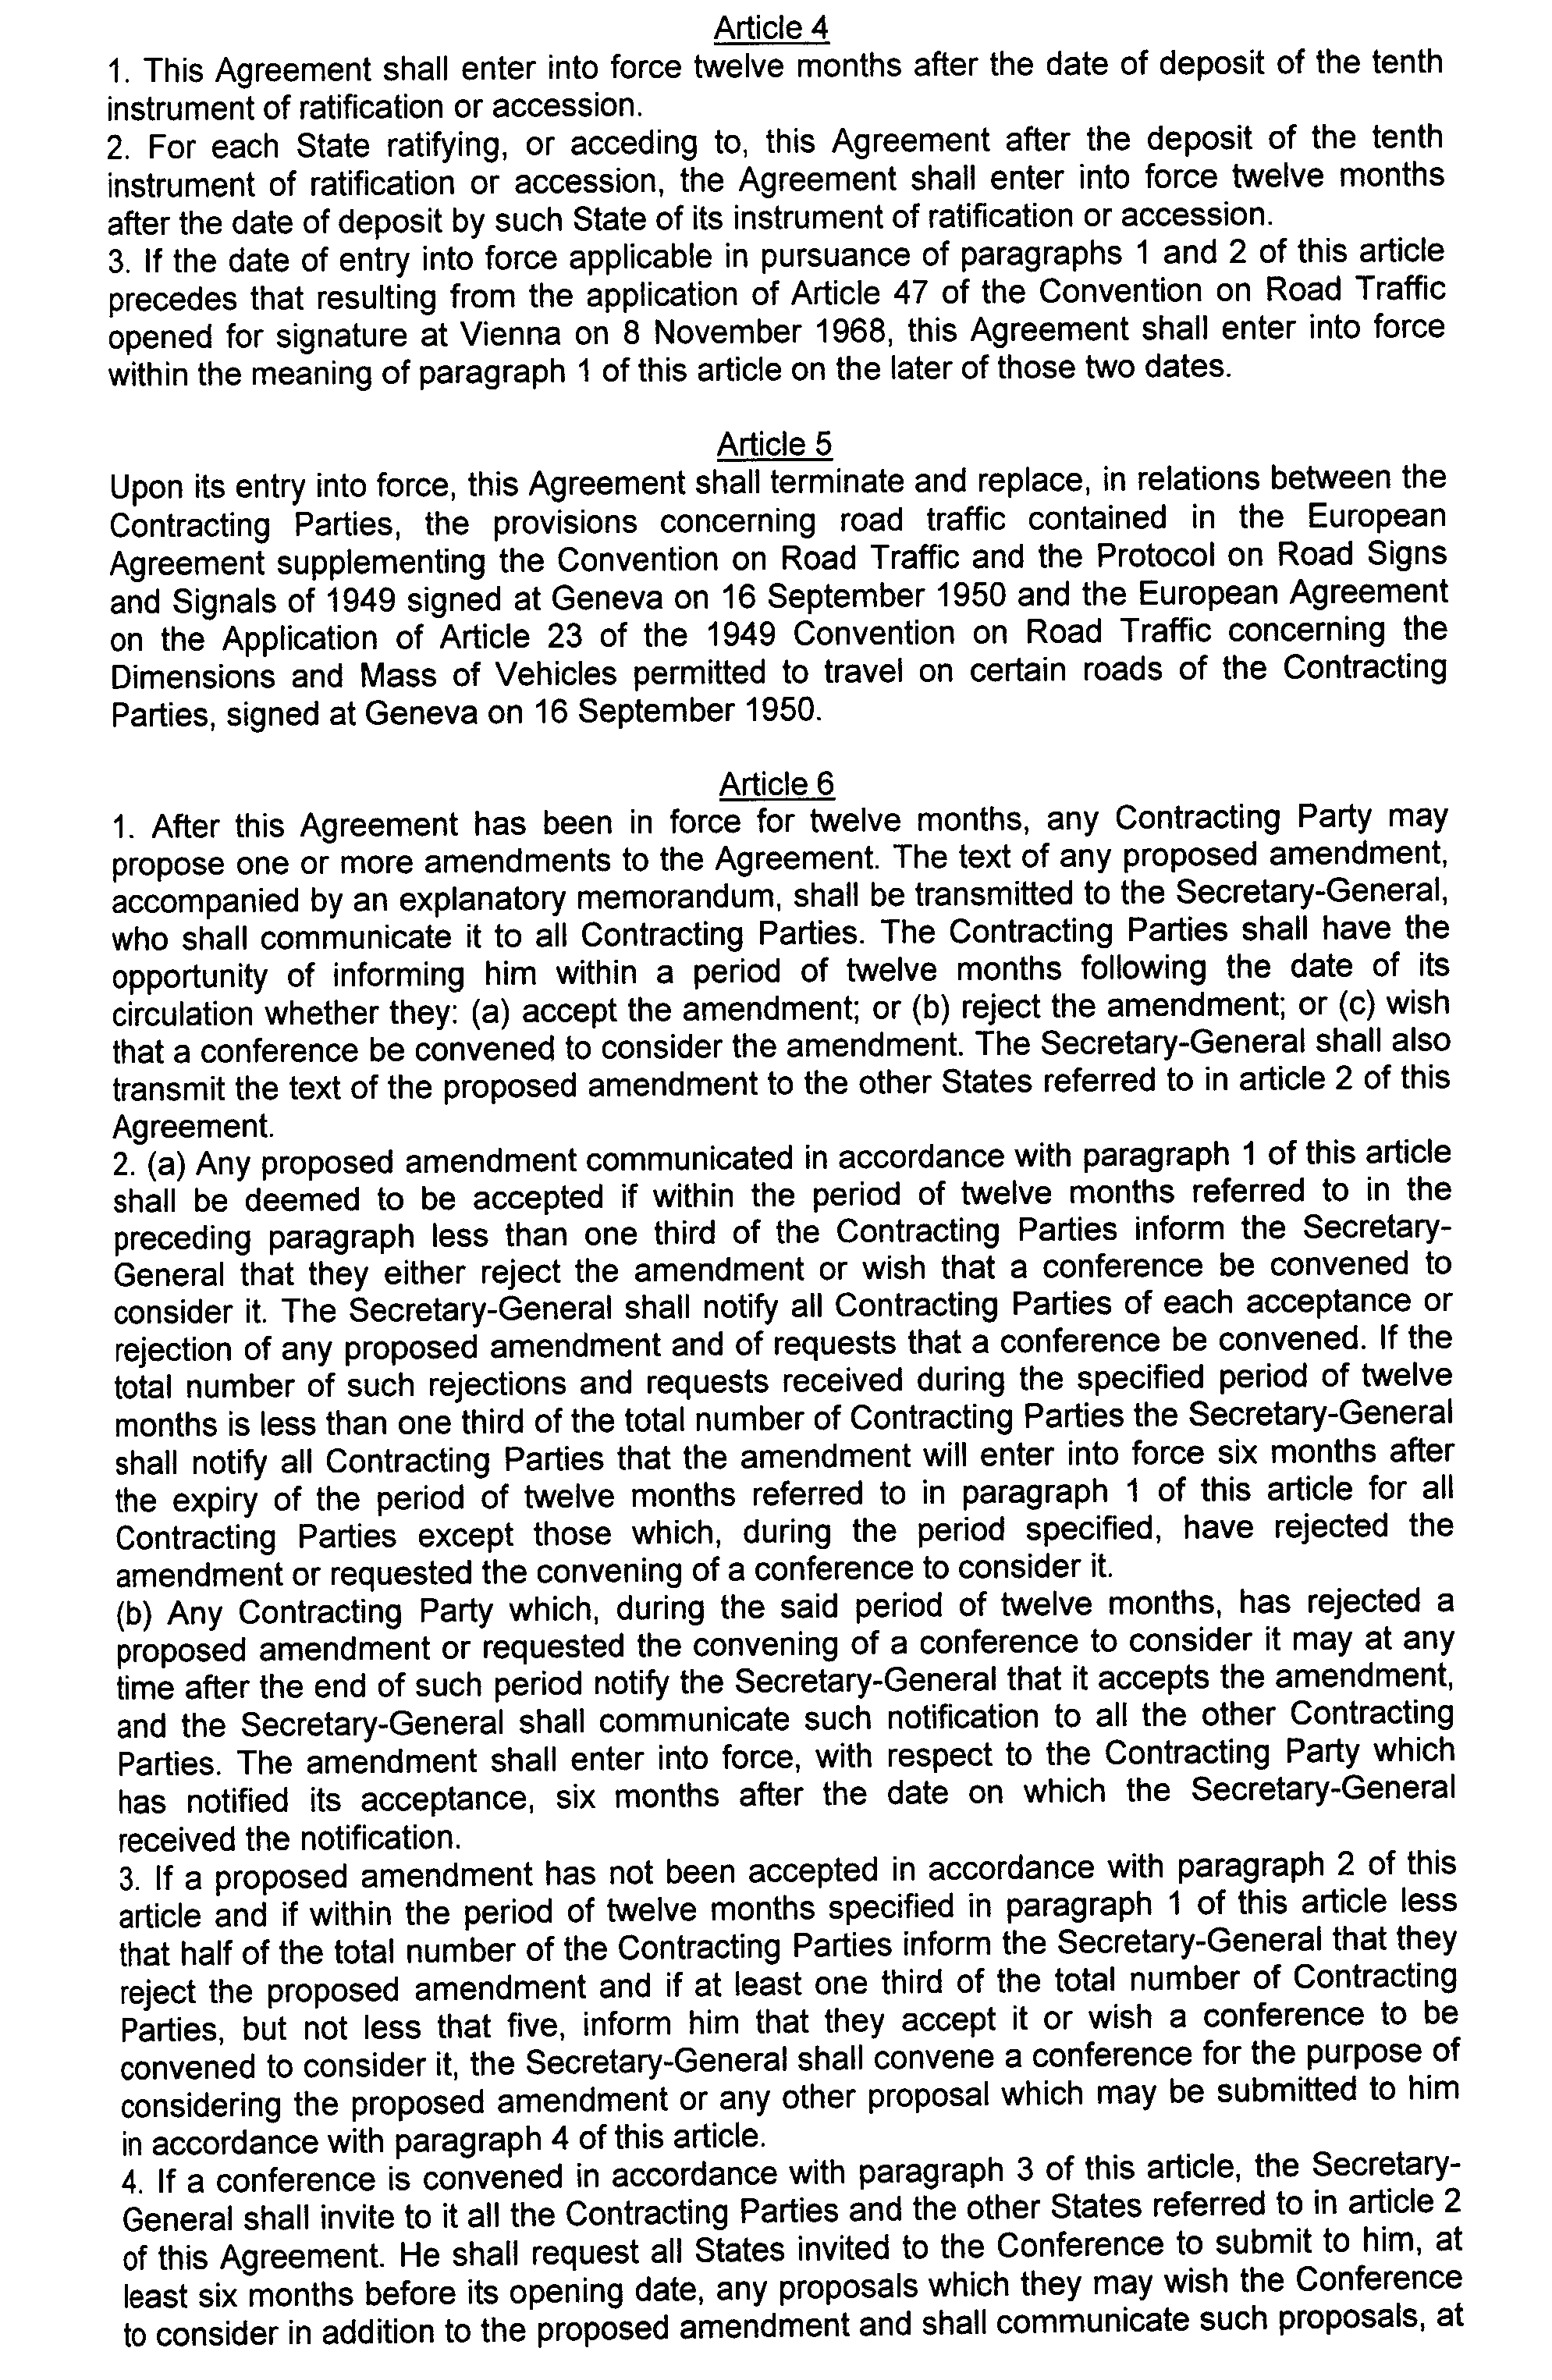 Article 4
1. This Agreement shall enter into force twelve months after the date of deposit of the tenth
instrument of ratification or accession.
2. For each State ratifying, or acceding to, this Agreement after the deposit of the tenth
instrument of ratification or accession, the Agreement shall enter into force twelve months
after the date of deposit by such State of its instrument of ratification or accession.
3. If the date of entry into force applicable in pursuance of paragraphs 1 and 2 of this article
precedes that resulting from the application of Article 47 of the Convention on Road Traffic
opened for signature at Vienna on 8 November 1968, this Agreement shall enter into force
within the meaning of paragraph 1 of this article on the later of those two dates.
Article 5
Upon its entry into force, this Agreement shall terminate and replace, in relations between the
Contracting Parties, the provisions concerning road traffic contained in the European
Agreement supplementing the Convention on Road Traffic and the Protocol on Road Signs
and Signals of 1949 signed at Geneva on 16 September 1950 and the European Agreement
on the Application of Article 23 of the 1949 Convention on Road Traffic concerning the
Dimensions and Mass of Vehicles permitted to travel on certain roads of the Contracting
Parties, signed at Geneva on 16 September 1950.
Article 6
1. After this Agreement has been in force for twelve months, any Contracting Party may
propose one or more amendments to the Agreement. The text of any proposed amendment,
accompanied by an explanatory memorandum, shall be transmitted to the Secretary-General,
who shall communicate it to all Contracting Parties. The Contracting Parties shall have the
opportunity of informing him within a period of twelve months following the date of its
circulation whether they: (a) accept the amendment; or (b) reject the amendment; or (c) wish
that a conference be convened to consider the amendment. The Secretary-General shall also
transmit the text of the proposed amendment to the other States referred to in article 2 of this
Agreement.
2. (a) Any proposed amendment communicated in accordance with paragraph 1 of this article
shall be deemed to be accepted if within the period of twelve months referred to in the
preceding paragraph less than one third of the Contracting Parties inform the Secretary-
General that they either reject the amendment or wish that a conference be convened to
consider it. The Secretary-General shall notify all Contracting Parties of each acceptance or
rejection of any proposed amendment and of requests that a conference be convened. If the
total number of such rejections and requests received during the specified period of twelve
months is less than one third of the total number of Contracting Parties the Secretary-General
shall notify all Contracting Parties that the amendment will enter into force six months after
the expiry of the period of twelve months referred to in paragraph 1 of this article for all
Contracting Parties except those which, during the period specified, have rejected the
amendment or requested the convening of a conference to consider it.
(b) Any Contracting Party which, during the said period of twelve months, has rejected a
proposed amendment or requested the convening of a conference to consider it may at any
time after the end of such period notify the Secretary-General that it accepts the amendment,
and the Secretary-General shall communicate such notification to all the other Contracting
Parties. The amendment shall enter into force, with respect to the Contracting Party which
has notified its acceptance, six months after the date on which the Secretary-General
received the notification.
3. If a proposed amendment has not been accepted in accordance with paragraph 2 of this
article and if within the period of twelve months specified in paragraph 1 of this article less
that half of the total number of the Contracting Parties inform the Secretary-General that they
reject the proposed amendment and if at least one third of the total number of Contracting
Parties, but not less that five, inform him that they accept it or wish a conference to be
convened to consider it, the Secretary-General shall convene a conference for the purpose of
considering the proposed amendment or any other proposal which may be submitted to him
in accordance with paragraph 4 of this article.
4. If a conference is convened in accordance with paragraph 3 of this article, the Secretary-
General shall invite to it all the Contracting Parties and the other States referred to in article 2
of this Agreement. He shall request all States invited to the Conference to submit to him, at
least six months before its opening date, any proposals which they may wish the Conference
to consider in addition to the proposed amendment and shall communicate such proposals, at